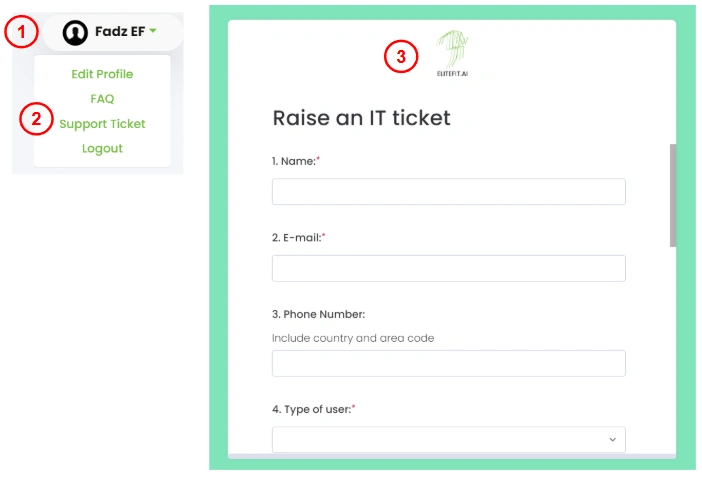 1
Fadz EF
Edit Profile
FAQ
2
Support Ticket
Logout
3
ELITEFIT.AI
Raise an IT ticket
1. Name:*
2. E-mail:*
3. Phone Number:
Include country and area code
4. Type of user:*